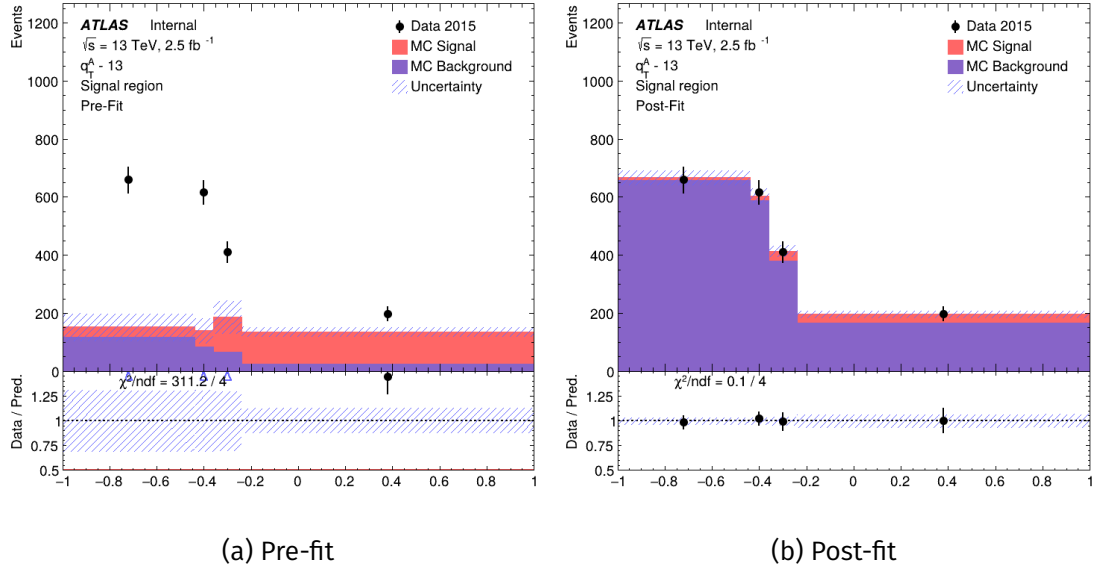 Events
1200
1000
800
600
400
200
0
ATLAS Internal
√s = 13 TeV, 2.5 fb⁻¹
q_T^A - 13
Signal region
Pre-Fit
Data 2015
MC Signal
MC Background
Uncertainty
χ²/ndf = 311.2 / 4
Data / Pred.
1.25
1
0.75
0.5
−1 −0.8 −0.6 −0.4 −0.2 0 0.2 0.4 0.6 0.8 1
(a) Pre-fit
Events
1200
1000
800
600
400
200
0
ATLAS Internal
√s = 13 TeV, 2.5 fb⁻¹
q_T^A - 13
Signal region
Post-Fit
Data 2015
MC Signal
MC Background
Uncertainty
χ²/ndf = 0.1 / 4
Data / Pred.
1.25
1
0.75
0.5
−1 −0.8 −0.6 −0.4 −0.2 0 0.2 0.4 0.6 0.8 1
(b) Post-fit